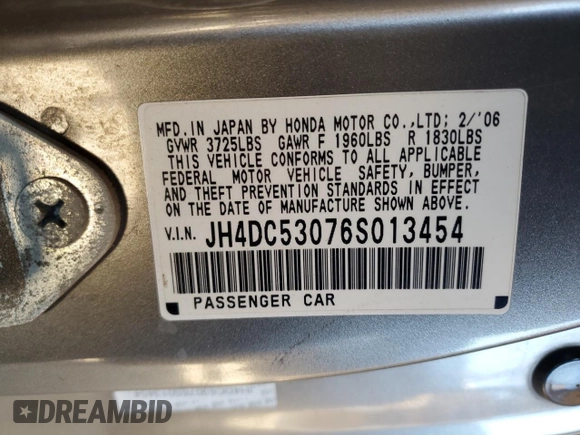 MFD.IN JAPAN BY HONDA MOTOR CO.,LTD; 2/'06
GVWR 3725LBS GAWR F 1960LBS R 1830LBS
THIS VEHICLE CONFORMS TO ALL APPLICABLE
FEDERAL MOTOR VEHICLE SAFETY, BUMPER,
AND THEFT PREVENTION STANDARDS IN EFFECT
ON THE DATE OF MANUFACTURE SHOWN ABOVE.
V.I.N. JH4DC53076S013454
PASSENGER CAR
DREAMBID